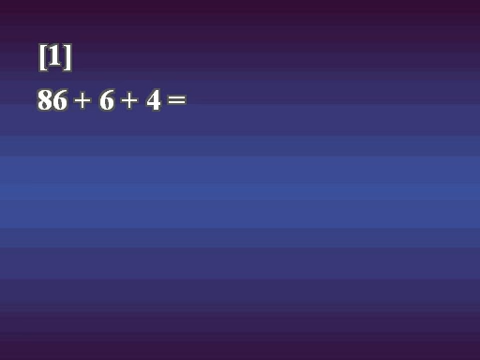 [1]
86 + 6 + 4 =